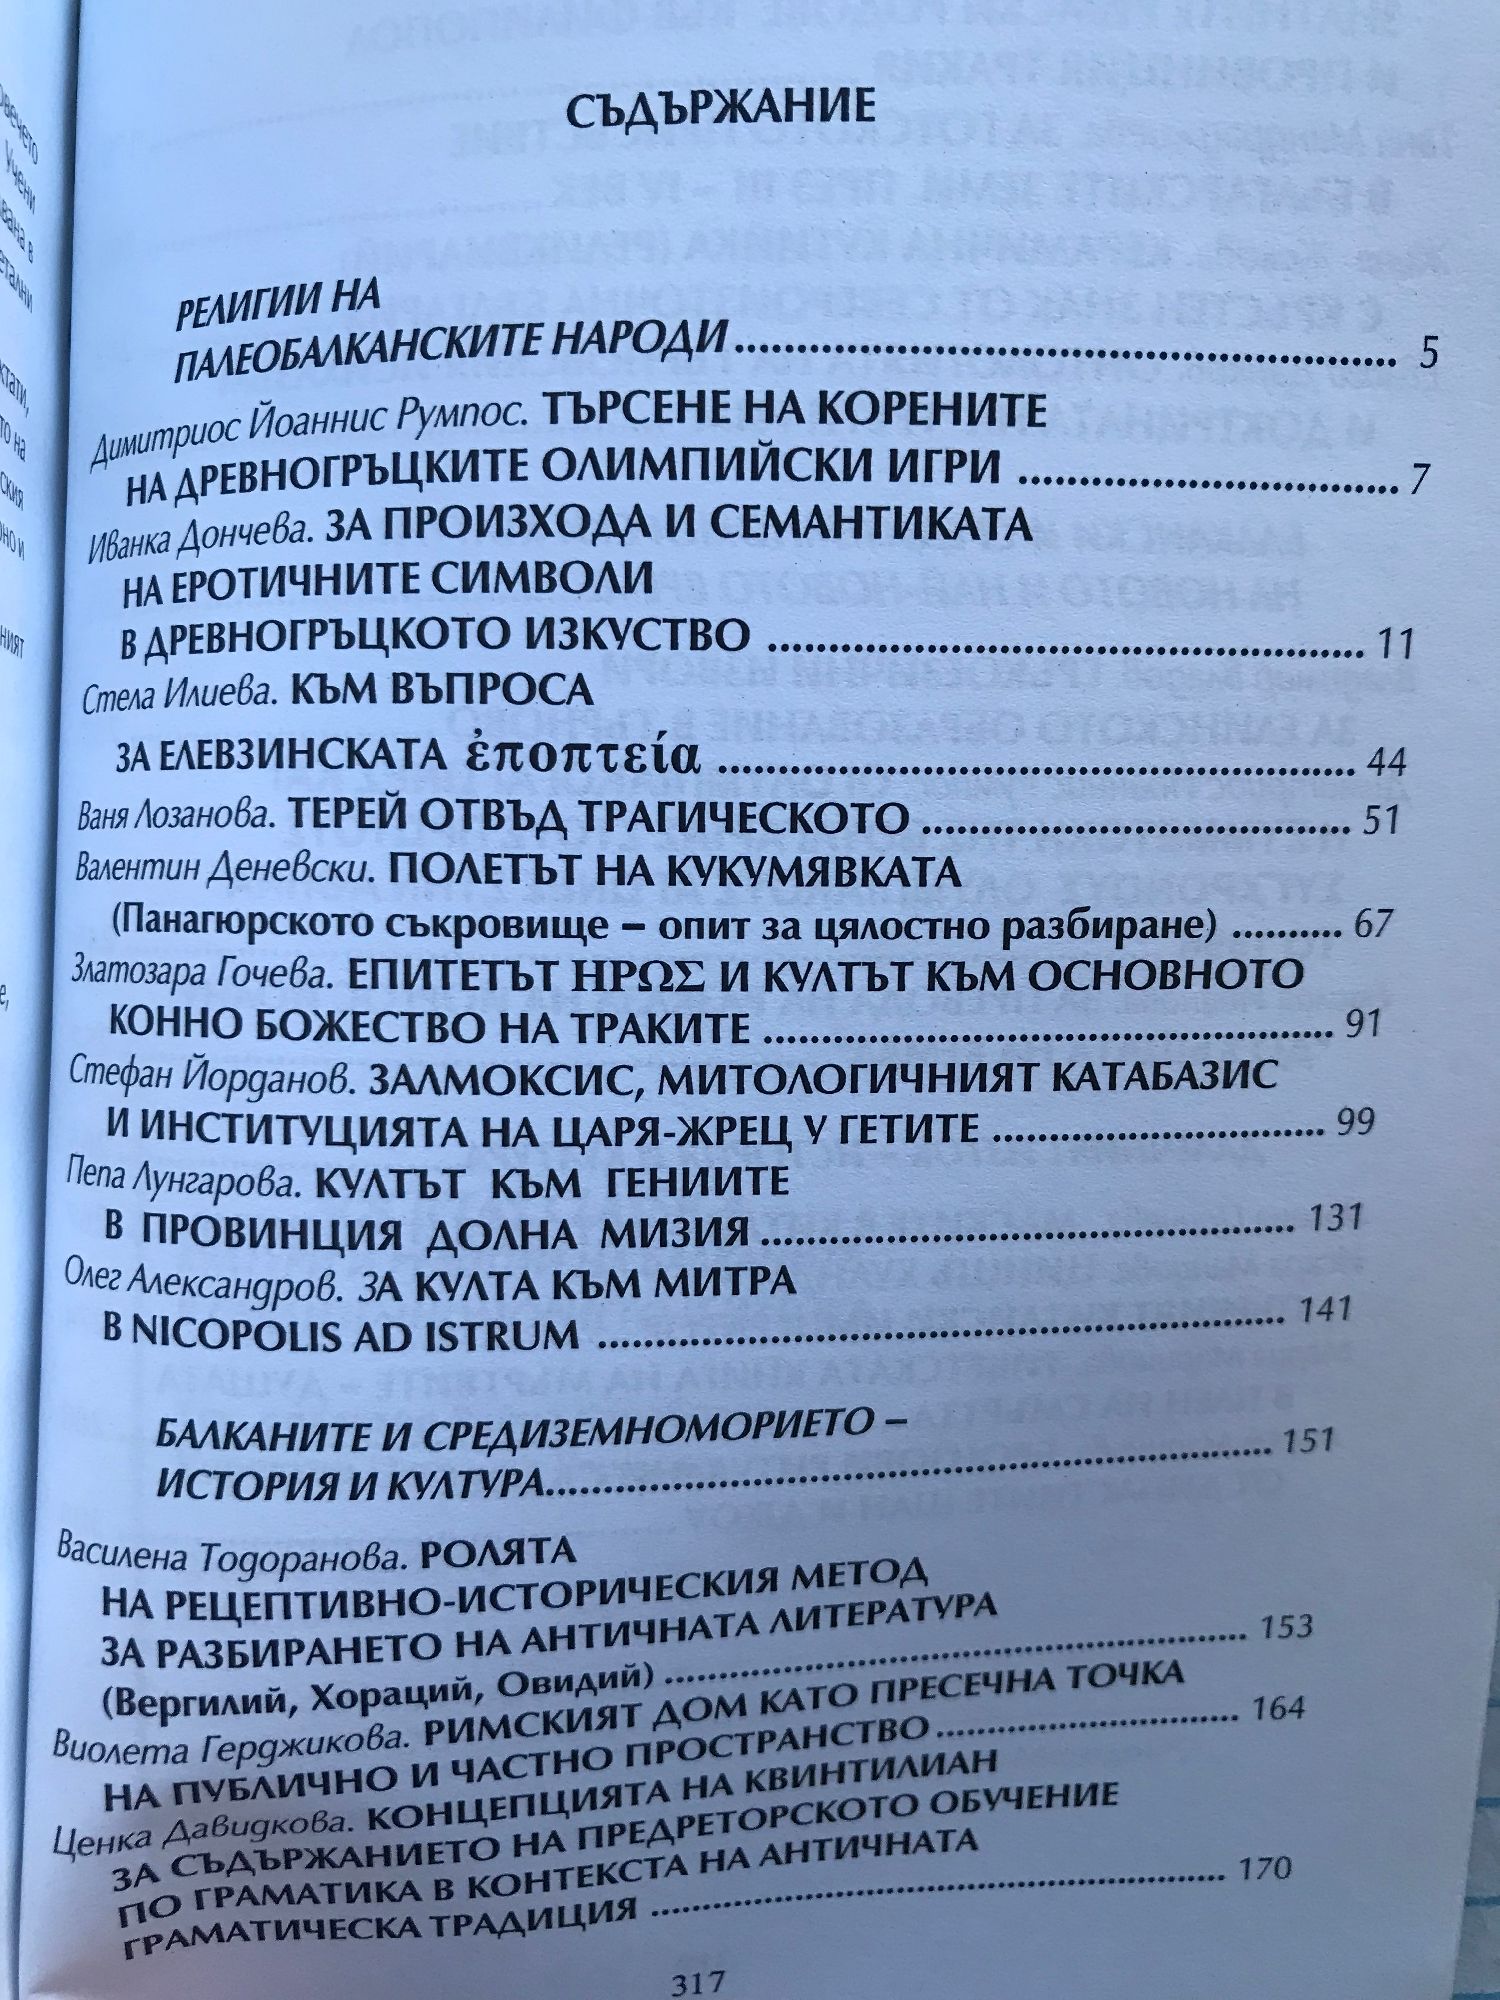 СЪДЪРЖАНИЕ
РЕЛИГИИ НА
ПАЛЕОБАЛКАНСКИТЕ НАРОДИ.......................................................... 5
Димитриос Йоаннис Румпос. ТЪРСЕНЕ НА КОРЕНИТЕ
НА ДРЕВНОГРЪЦКИТЕ ОЛИМПИЙСКИ ИГРИ .................................. 7
Иванка Дончева. ЗА ПРОИЗХОДА И СЕМАНТИКАТА
НА ЕРОТИЧНИТЕ СИМВОЛИ
В ДРЕВНОГРЪЦКОТО ИЗКУСТВО .................................................... 11
Стела Илиева. КЪМ ВЪПРОСА
ЗА ЕЛЕВЗИНСКАТА ἐποπτεία ........................................................ 44
Ваня Лозанова. ТЕРЕЙ ОТВЪД ТРАГИЧЕСКОТО ...................................... 51
Валентин Деневски. ПОЛЕТЪТ НА КУКУМЯВКАТА
(Панагюрското съкровище – опит за цялостно разбиране) .......... 67
Златозара Гочева. ЕПИТЕТЪТ ΗΡΩΣ И КУЛТЪТ КЪМ ОСНОВНОТО
КОННО БОЖЕСТВО НА ТРАКИТЕ .................................................... 91
Стефан Йорданов. ЗАЛМОКСИС, МИТОЛОГИЧНИЯТ КАТАБАЗИС
И ИНСТИТУЦИЯТА НА ЦАРЯ-ЖРЕЦ У ГЕТИТЕ .............................. 99
Пепа Лунгарова. КУЛТЪТ КЪМ ГЕНИИТЕ
В ПРОВИНЦИЯ ДОЛНА МИЗИЯ ................................................ 131
Олег Александров. ЗА КУЛТА КЪМ МИТРА
В NICOPOLIS AD ISTRUM .............................................................. 141
БАЛКАНИТЕ И СРЕДИЗЕМНОМОРИЕТО –
ИСТОРИЯ И КУЛТУРА.................................................................. 151
Василена Тодоранова. РОЛЯТА
НА РЕЦЕПТИВНО-ИСТОРИЧЕСКИЯ МЕТОД
ЗА РАЗБИРАНЕТО НА АНТИЧНАТА ЛИТЕРАТУРА
(Вергилий, Хораций, Овидий) ...................................................... 153
Виолета Герджикова. РИМСКИЯТ ДОМ КАТО ПРЕСЕЧНА ТОЧКА
НА ПУБЛИЧНО И ЧАСТНО ПРОСТРАНСТВО .............................. 164
Ценка Давидкова. КОНЦЕПЦИЯТА НА КВИНТИЛИАН
ЗА СЪДЪРЖАНИЕТО НА ПРЕДРЕТОРСКОТО ОБУЧЕНИЕ
ПО ГРАМАТИКА В КОНТЕКСТА НА АНТИЧНАТА
ГРАМАТИЧЕСКА ТРАДИЦИЯ ........................................................ 170
317